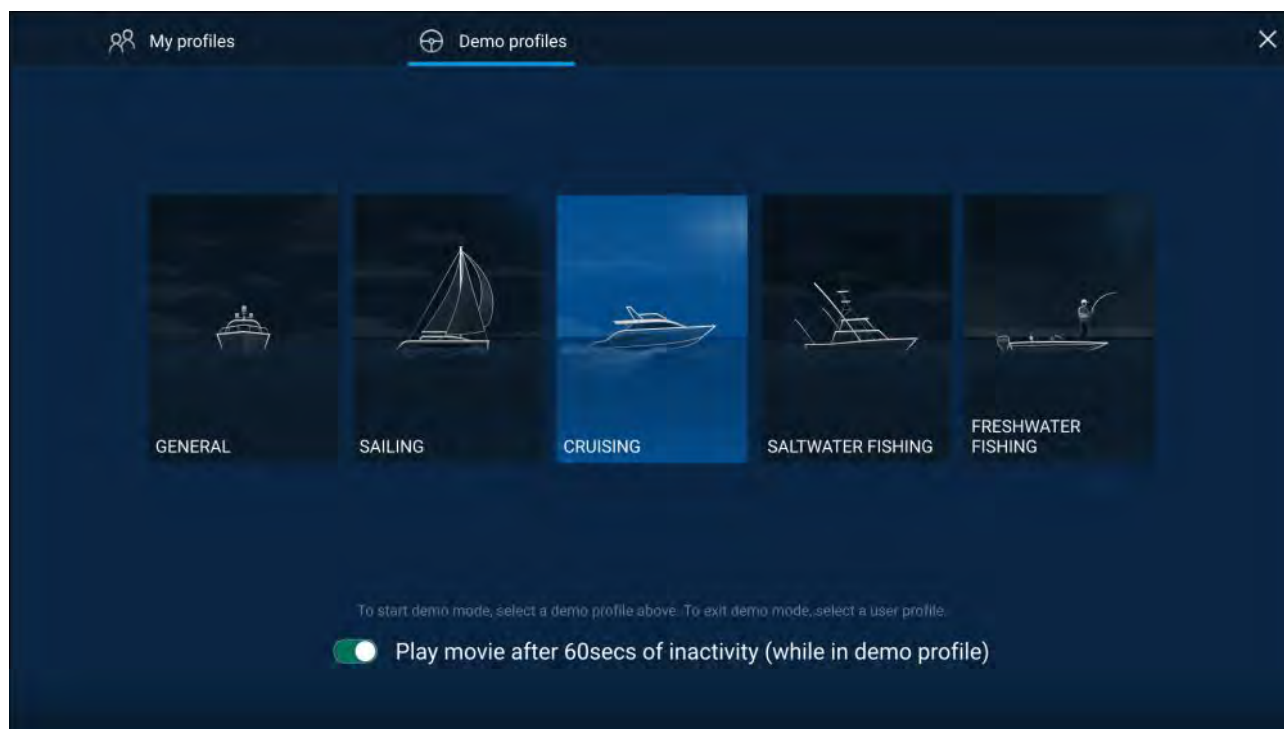 My profiles
Demo profiles
GENERAL
SAILING
CRUISING
SALTWATER FISHING
FRESHWATER
FISHING
To start demo mode, select a demo profile above. To exit demo mode, select a user profile.
Play movie after 60secs of inactivity (while in demo profile)